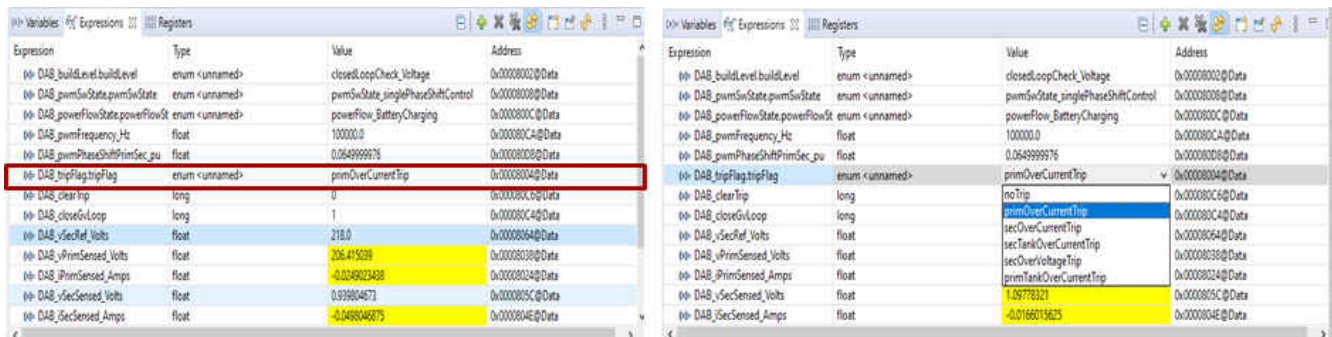 (x)= Variables Expressions Registers
Expression Type Value Address
DAB_buildLevel.buildLevel enum <unnamed> closedLoopCheck_Voltage 0x00008002@Data
DAB_pwmSwState.pwmSwState enum <unnamed> pwmSwState_singlePhaseShiftControl 0x00008008@Data
DAB_powerFlowState.powerFlowSt enum <unnamed> powerFlow_BatteryCharging 0x0000800C@Data
DAB_pwmFrequency_Hz float 100000.0 0x000080CA@Data
DAB_pwmPhaseShiftPrimSec_pu float 0.0649999976 0x000080D8@Data
DAB_tripFlag.tripFlag enum <unnamed> primOverCurrentTrip 0x00008004@Data
DAB_clearTrip long 0 0x000080C6@Data
DAB_closeGvLoop long 1 0x000080C4@Data
DAB_vSecRef_Volts float 218.0 0x00008064@Data
DAB_vPrimSensed_Volts float 206.415039 0x00008038@Data
DAB_iPrimSensed_Amps float -0.0249023438 0x00008024@Data
DAB_vSecSensed_Volts float 0.939804673 0x0000805C@Data
DAB_iSecSensed_Amps float -0.0498046875 0x0000804E@Data
(x)= Variables Expressions Registers
Expression Type Value Address
DAB_buildLevel.buildLevel enum <unnamed> closedLoopCheck_Voltage 0x00008002@Data
DAB_pwmSwState.pwmSwState enum <unnamed> pwmSwState_singlePhaseShiftControl 0x00008008@Data
DAB_powerFlowState.powerFlowSt enum <unnamed> powerFlow_BatteryCharging 0x0000800C@Data
DAB_pwmFrequency_Hz float 100000.0 0x000080CA@Data
DAB_pwmPhaseShiftPrimSec_pu float 0.0649999976 0x000080D8@Data
DAB_tripFlag.tripFlag enum <unnamed> primOverCurrentTrip 0x00008004@Data
DAB_clearTrip long noTrip 0x000080C6@Data
DAB_closeGvLoop long primOverCurrentTrip 0x000080C4@Data
DAB_vSecRef_Volts float secOverCurrentTrip 0x00008064@Data
DAB_vPrimSensed_Volts float secTankOverCurrentTrip 0x00008038@Data
DAB_iPrimSensed_Amps float secOverVoltageTrip 0x00008024@Data
primTankOverCurrentTrip
DAB_vSecSensed_Volts float 1.09778321 0x0000805C@Data
DAB_iSecSensed_Amps float -0.0166015625 0x0000804E@Data